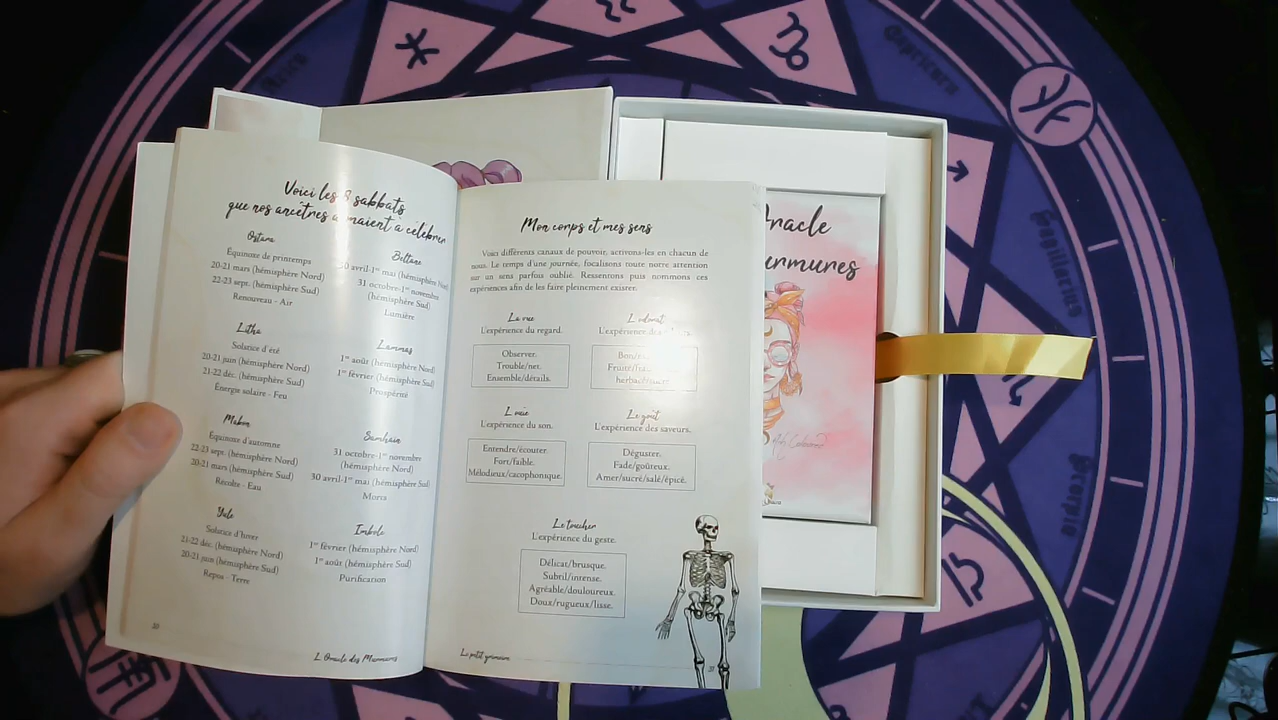 Voici les 8 sabbats
que nos ancêtres aimaient à célébrer
Ostara
Équinoxe de printemps
20-21 mars (hémisphère Nord)
22-23 sept. (hémisphère Sud)
Renouveau - Air
Litha
Solstice d'été
20-21 juin (hémisphère Nord)
21-22 déc. (hémisphère Sud)
Énergie solaire - Feu
Mabon
Équinoxe d'automne
22-23 sept. (hémisphère Nord)
20-21 mars (hémisphère Sud)
Récolte - Eau
Yule
Solstice d'hiver
21-22 déc. (hémisphère Nord)
20-21 juin (hémisphère Sud)
Repos - Terre
Beltane
30 avril-1er mai (hémisphère Nord)
31 octobre-1er novembre
(hémisphère Sud)
Lumière
Lammas
1er août (hémisphère Nord)
1er février (hémisphère Sud)
Prospérité
Samhain
31 octobre-1er novembre
(hémisphère Nord)
30 avril-1er mai (hémisphère Sud)
Morts
Imbolc
1er février (hémisphère Nord)
1er août (hémisphère Sud)
Purification
L'Oracle des Murmures
Mon corps et mes sens
Voici différents canaux de pouvoir, activons-les en chacun de
nous. Le temps d'une journée, focalisons toute notre attention
sur un sens parfois oublié. Ressentons puis nommons ces
expériences afin de les faire pleinement exister.
La vue
L'expérience du regard.
Observer.
Trouble/net.
Ensemble/détails.
L'odorat
L'expérience des
L'ouïe
L'expérience du son.
Entendre/écouter.
Fort/faible.
Mélodieux/cacophonique.
Le goût
L'expérience des saveurs.
Déguster.
Fade/goûteux.
Amer/sucré/salé/épicé.
Le toucher
L'expérience du geste.
Délicat/brusque.
Subtil/intense.
Agréable/douloureux.
Doux/rugueux/lisse.
Le petit grimoire
31
Oracle
urmures
Capricorn
Sagittarius
Scorpio